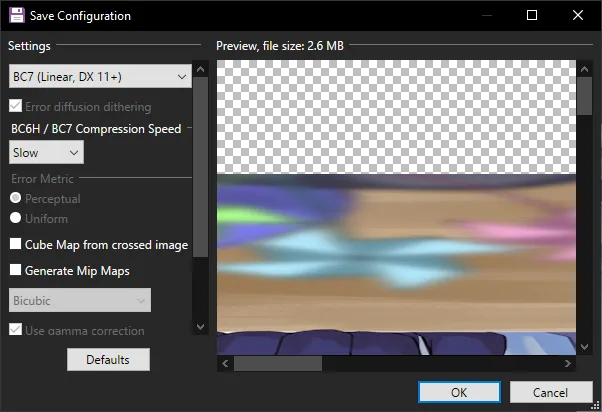 Save Configuration
Settings
Preview, file size: 2.6 MB
BC7 (Linear, DX 11+)
Error diffusion dithering
BC6H / BC7 Compression Speed
Slow
Error Metric
Perceptual
Uniform
Cube Map from crossed image
Generate Mip Maps
Bicubic
Use gamma correction
Defaults
OK
Cancel